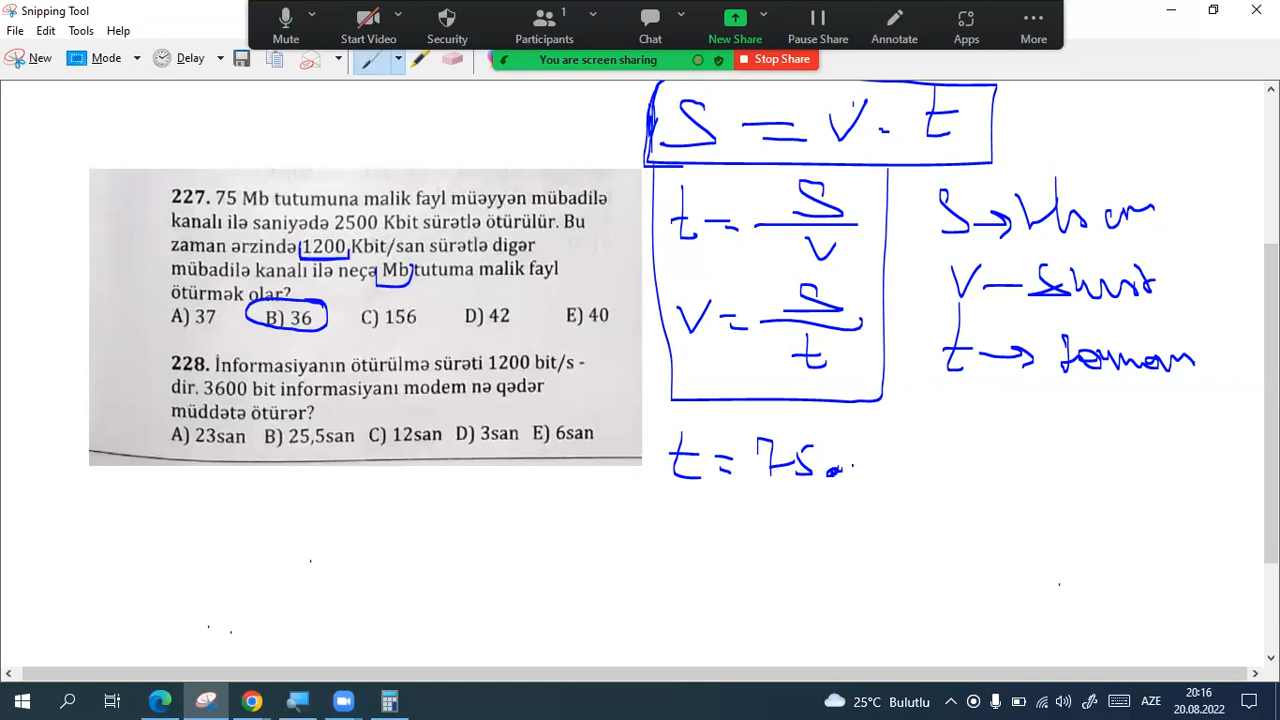 Snipping Tool
File Edit Tools Help
New Mode Delay
Mute Start Video Security Participants 1 Chat New Share Pause Share Annotate Apps More
You are screen sharing Stop Share
S = V · t
t = S / V
V = S / t
S →
V —
t → zaman
t = 75 .
227. 75 Mb tutumuna malik fayl müəyyən mübadilə
kanalı ilə saniyədə 2500 Kbit sürətlə ötürülür. Bu
zaman ərzində 1200 Kbit/san sürətlə digər
mübadilə kanalı ilə neçə Mb tutuma malik fayl
ötürmək olar?
A) 37 B) 36 C) 156 D) 42 E) 40
228. İnformasiyanın ötürülmə sürəti 1200 bit/s -
dir. 3600 bit informasiyanı modem nə qədər
müddətə ötürər?
A) 23san B) 25,5san C) 12san D) 3san E) 6san
25°C Bulutlu AZE 20:16
20.08.2022